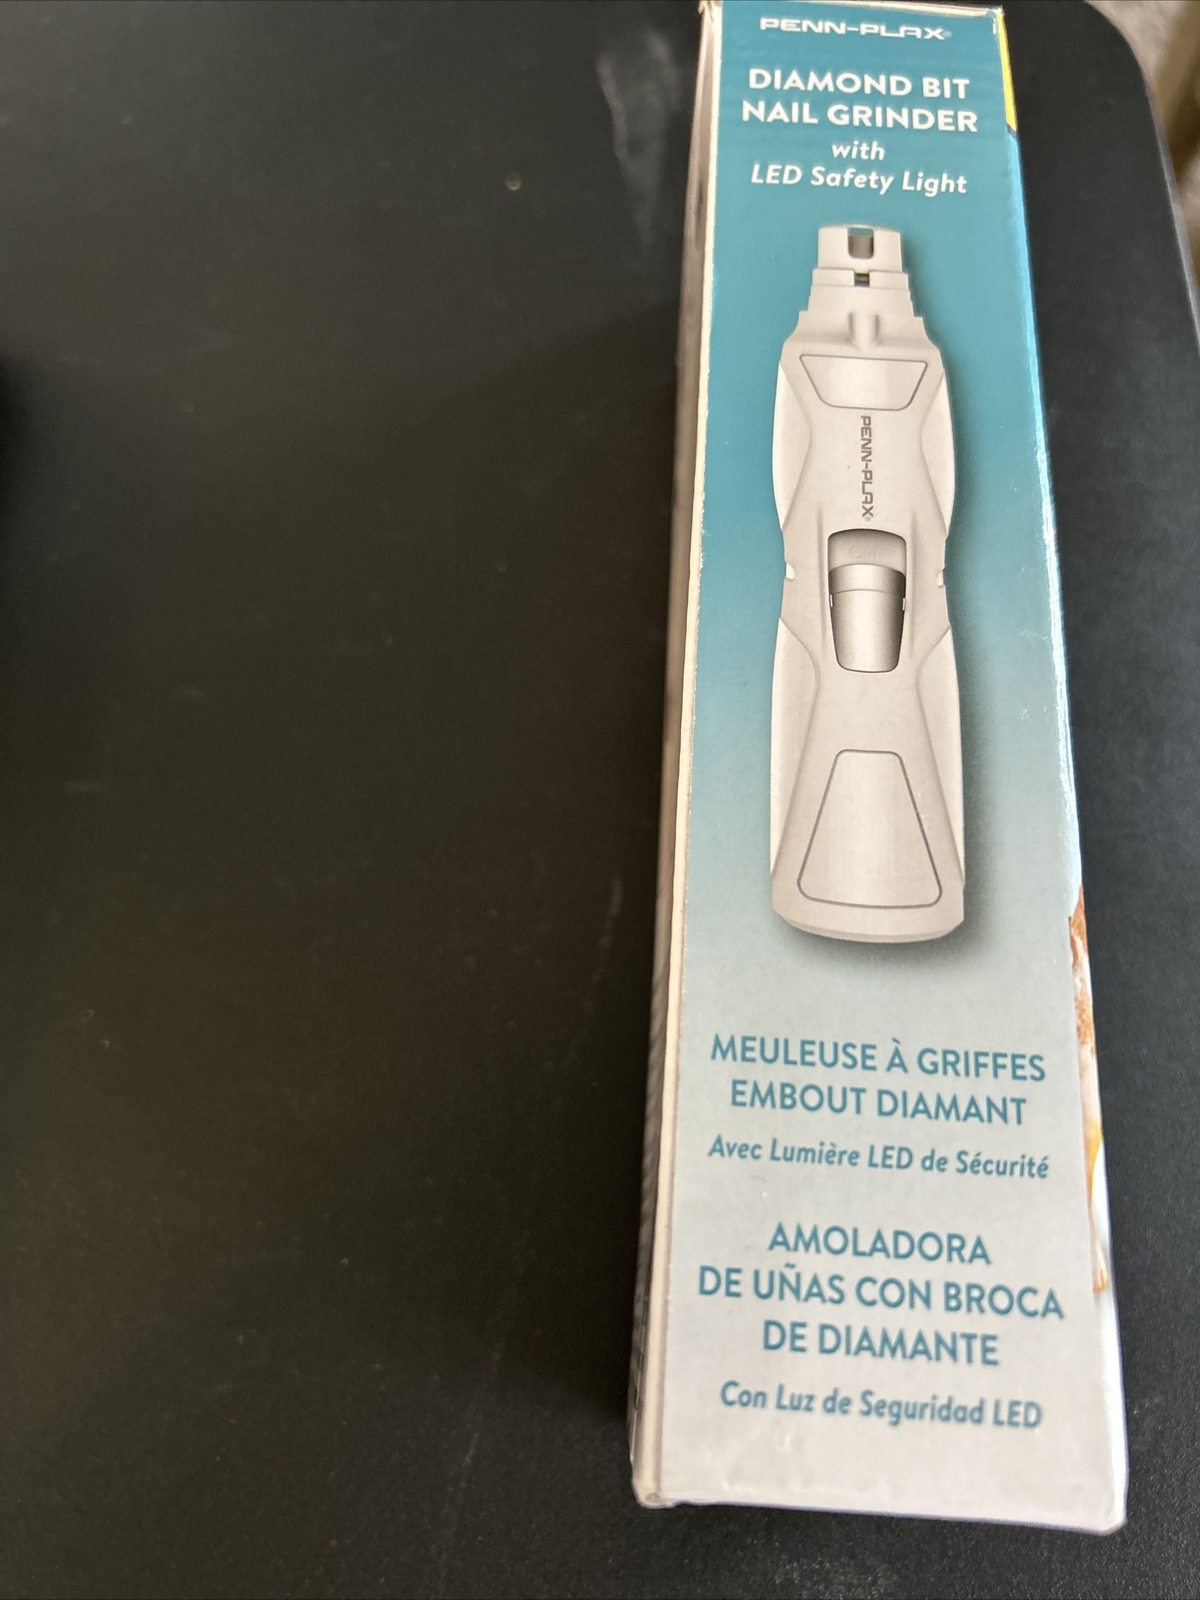 PENN-PLAX®
DIAMOND BIT
NAIL GRINDER
with
LED Safety Light
PENN-PLAX®
OFF
MEULEUSE À GRIFFES
EMBOUT DIAMANT
Avec Lumière LED de Sécurité
AMOLADORA
DE UÑAS CON BROCA
DE DIAMANTE
Con Luz de Seguridad LED